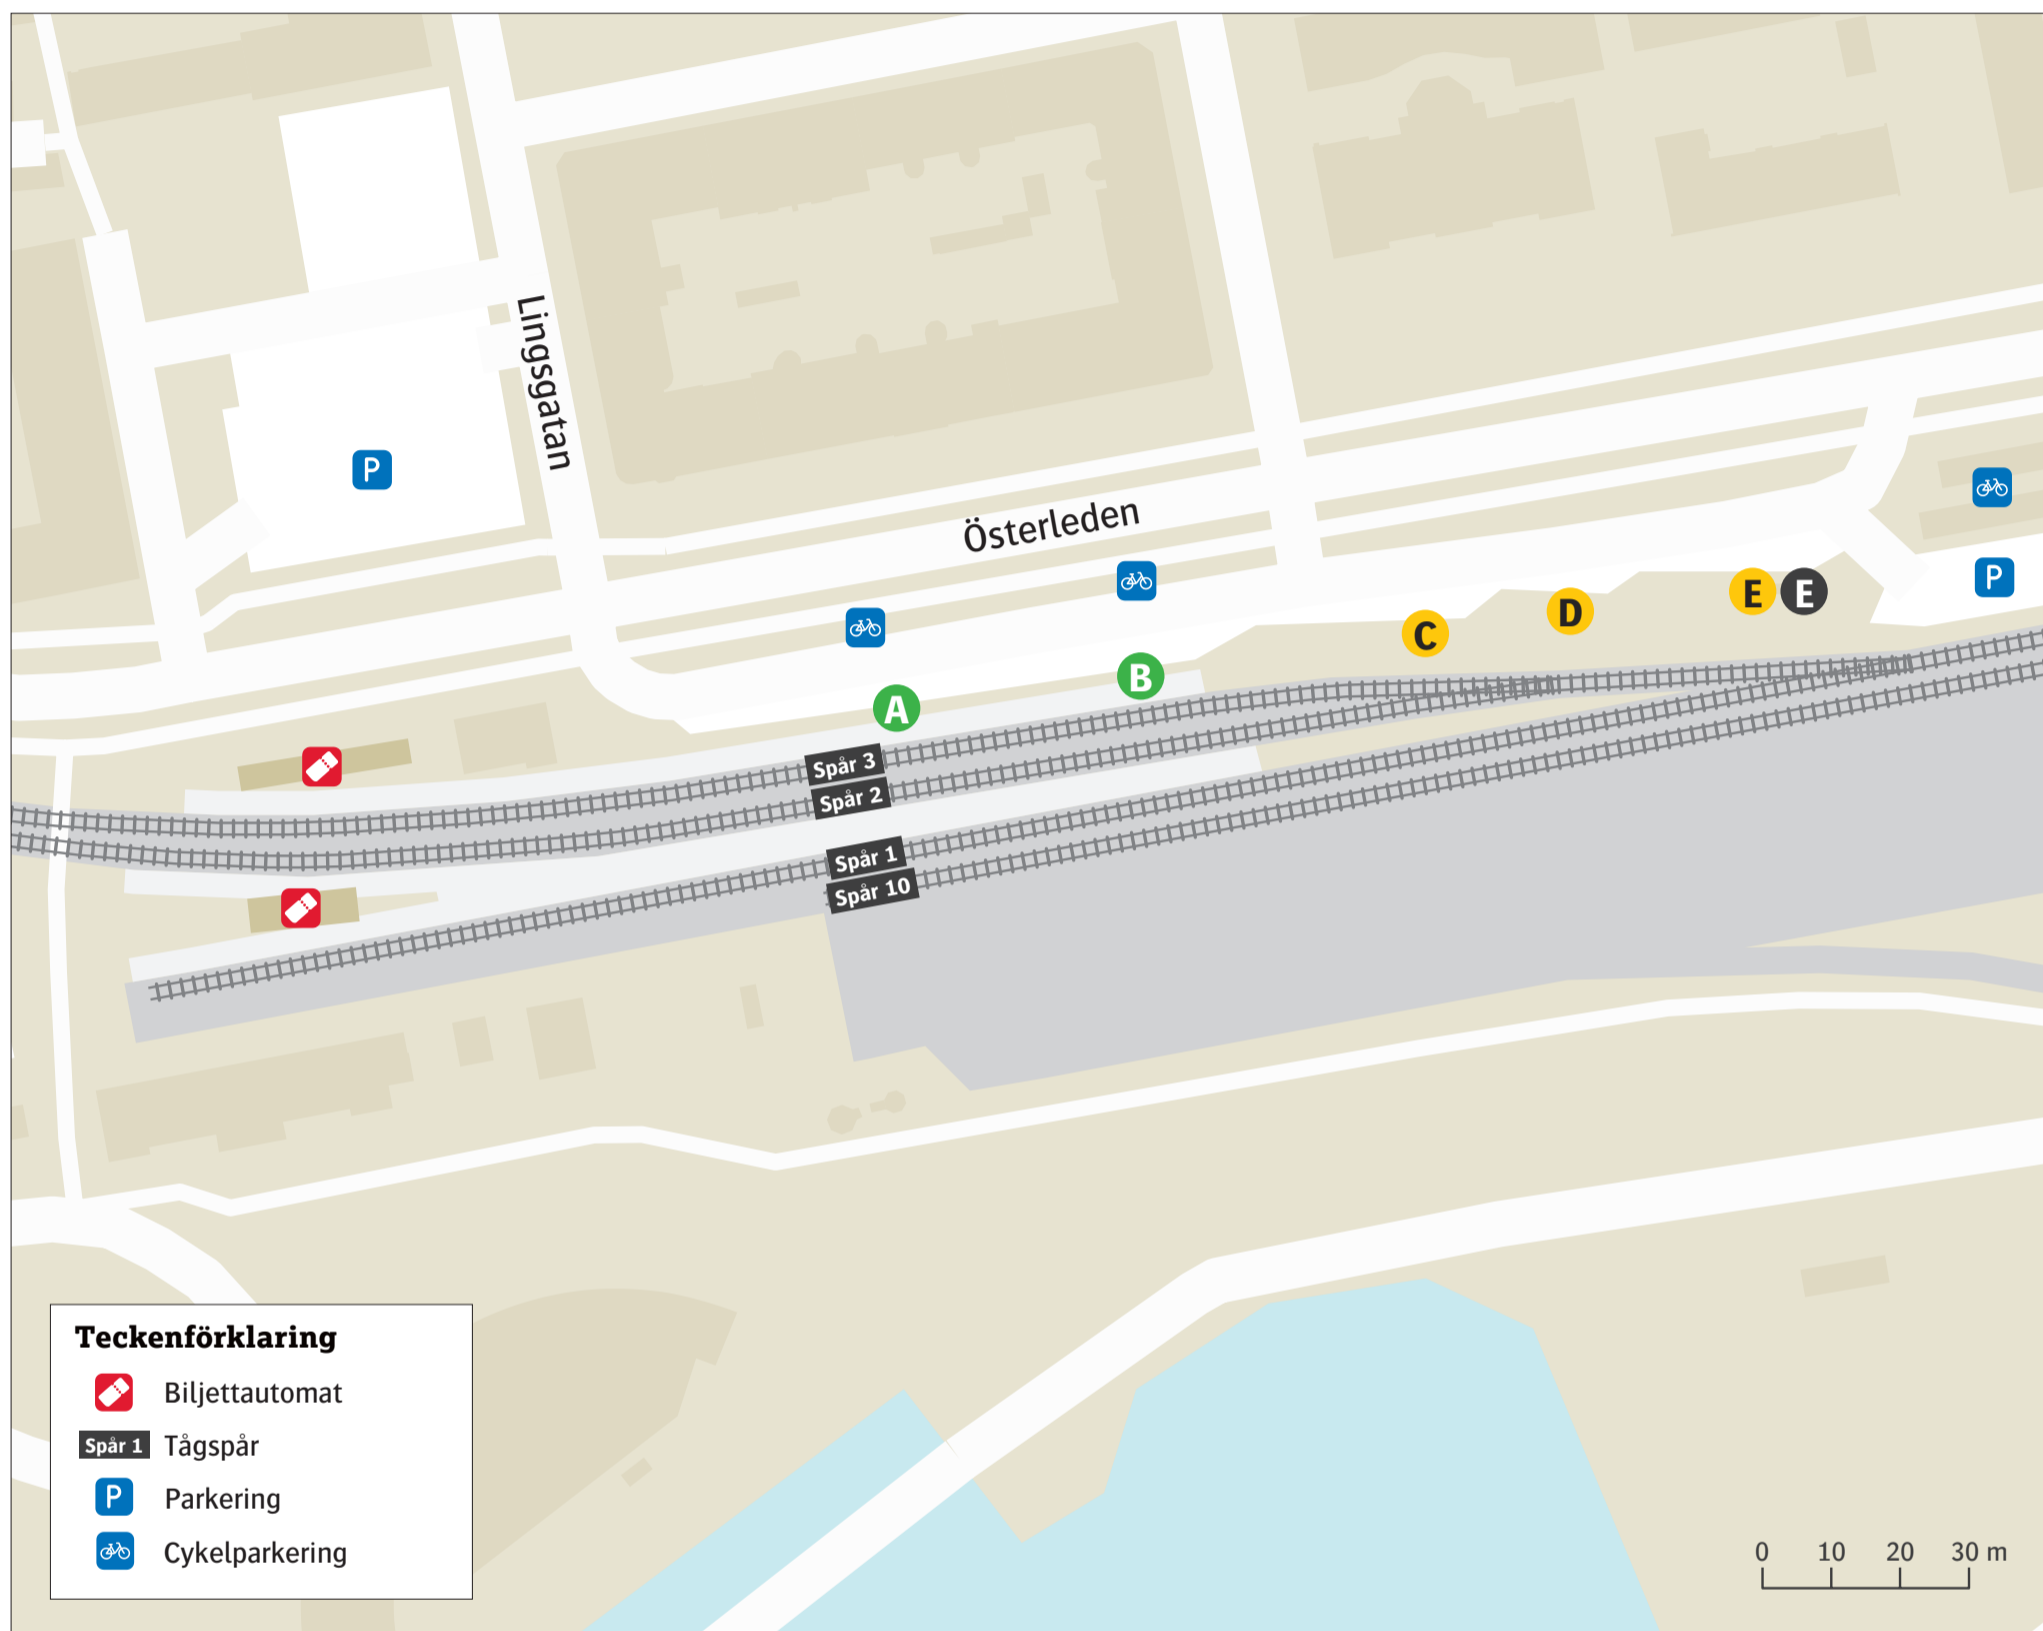 Lingsgatan
P
Österleden
P
E E
D
C
B
A
Spår 3
Spår 2
Spår 1
Spår 10
Teckenförklaring
Biljettautomat
Spår 1 Tågspår
P Parkering
Cykelparkering
0 10 20 30 m